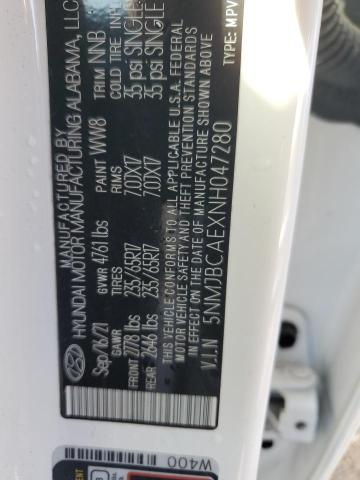 MANUFACTURED BY
HYUNDAI MOTOR MANUFACTURING ALABAMA, LLC
Sep/16/21 GVWR 4761 lbs PAINT WW8 TRIM NNB
GAWR TIRES RIMS COLD TIRE
FRONT 2778 lbs 235/65R17 7.0JX17 35 psi SINGLE
REAR 2646 lbs 235/65R17 7.0JX17 35 psi SINGLE
THIS VEHICLE CONFORMS TO ALL APPLICABLE U.S.A. FEDERAL
MOTOR VEHICLE SAFETY AND THEFT PREVENTION STANDARDS
IN EFFECT ON THE DATE OF MANUFACTURE SHOWN ABOVE
V.I.N 5NMJBCAEXNH047280 TYPE: MPV
W400